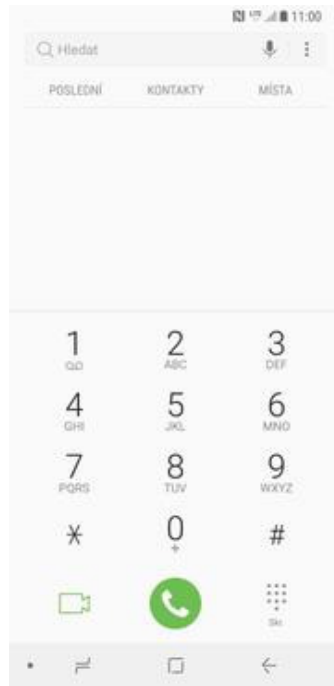 11:00
Hledat
POSLEDNÍ KONTAKTY MÍSTA
1 2 3
ABC DEF
4 5 6
GHI JKL MNO
7 8 9
PQRS TUV WXYZ
* 0 #
+